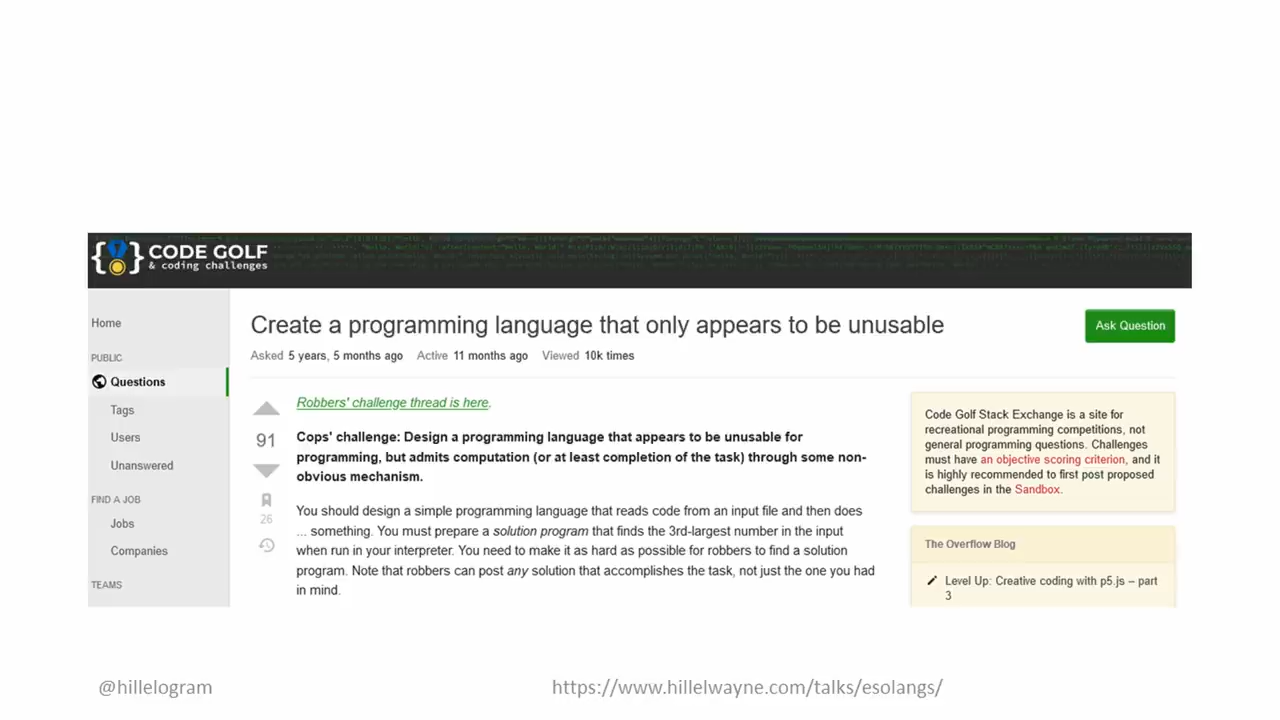 CODE GOLF
& coding challenges
Home
PUBLIC
Questions
Tags
Users
Unanswered
FIND A JOB
Jobs
Companies
TEAMS
Create a programming language that only appears to be unusable
Asked 5 years, 5 months ago Active 11 months ago Viewed 10k times
Ask Question
91
26
Robbers' challenge thread is here.
Cops' challenge: Design a programming language that appears to be unusable for
programming, but admits computation (or at least completion of the task) through some non-
obvious mechanism.
You should design a simple programming language that reads code from an input file and then does
... something. You must prepare a solution program that finds the 3rd-largest number in the input
when run in your interpreter. You need to make it as hard as possible for robbers to find a solution
program. Note that robbers can post any solution that accomplishes the task, not just the one you had
in mind.
Code Golf Stack Exchange is a site for
recreational programming competitions, not
general programming questions. Challenges
must have an objective scoring criterion, and it
is highly recommended to first post proposed
challenges in the Sandbox.
The Overflow Blog
Level Up: Creative coding with p5.js – part
3
@hillelogram
https://www.hillelwayne.com/talks/esolangs/